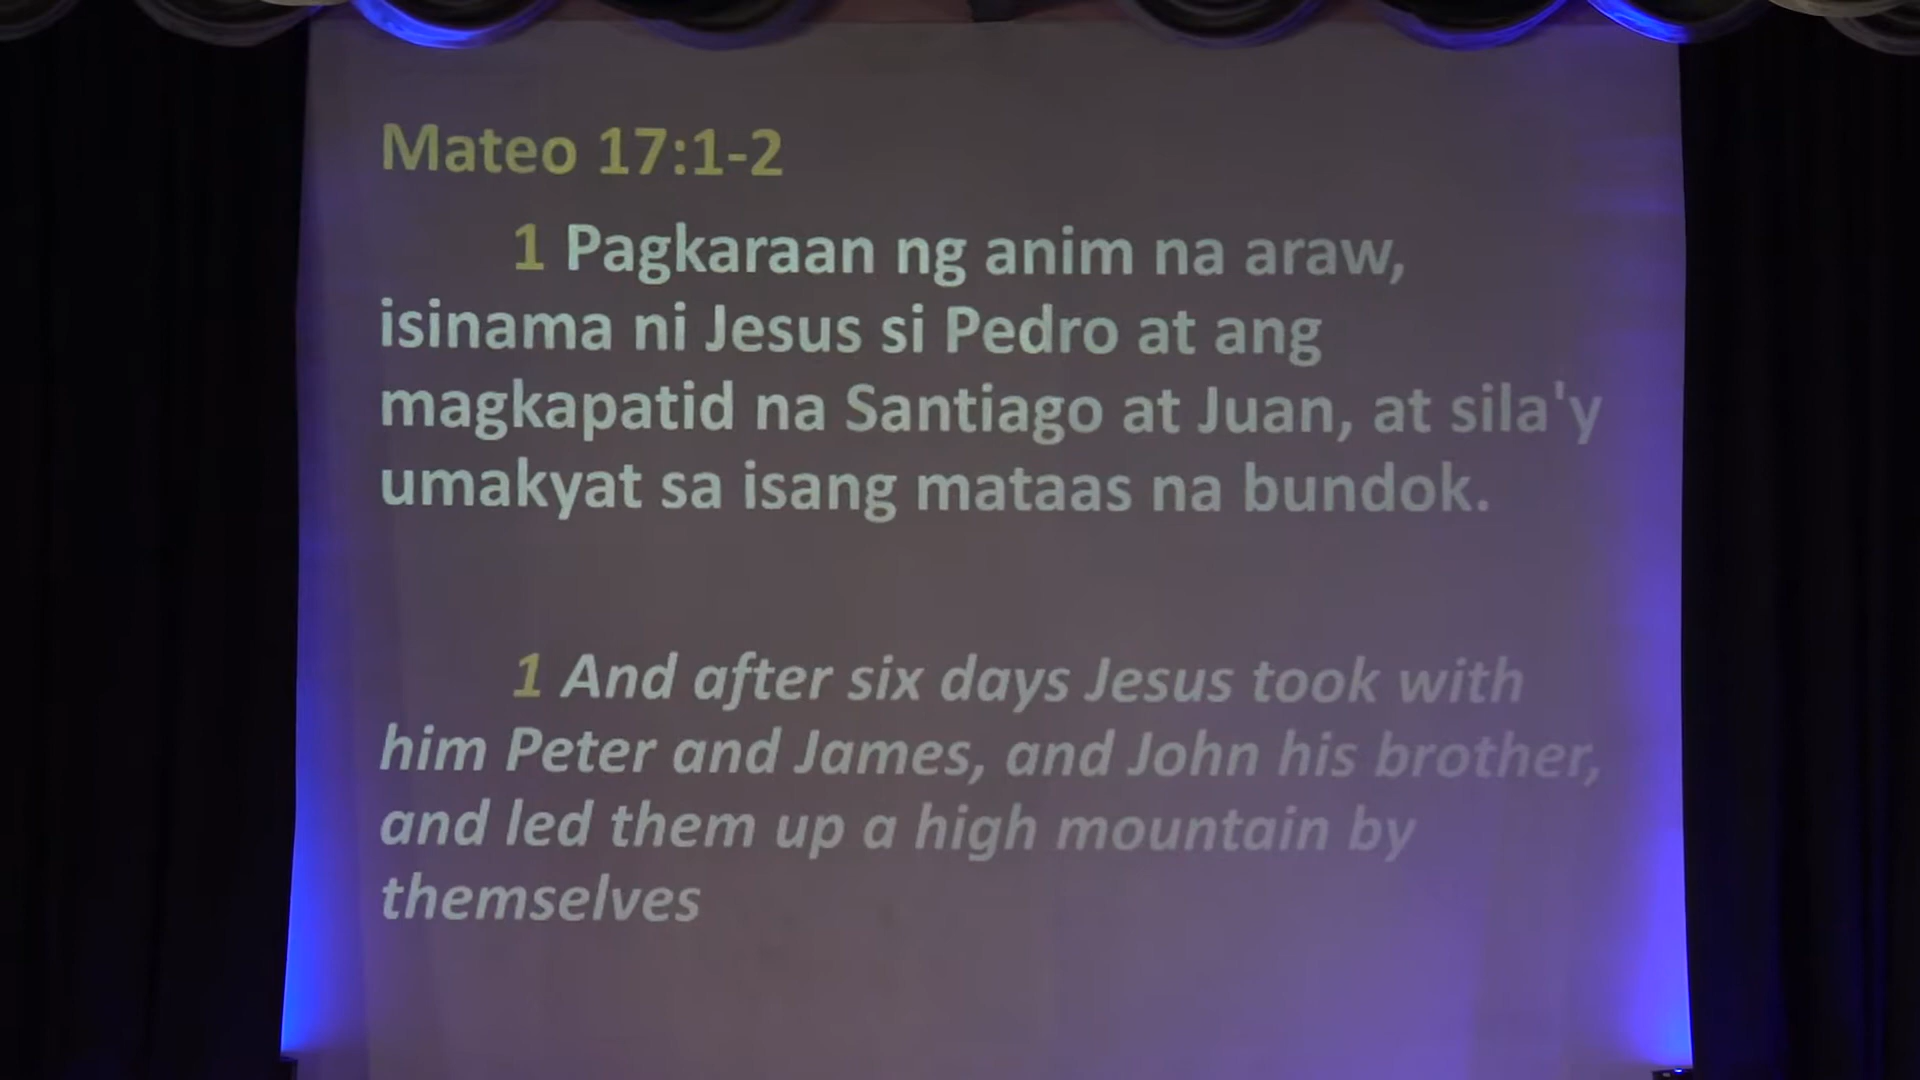 Mateo 17:1-2
1 Pagkaraan ng anim na araw,
isinama ni Jesus si Pedro at ang
magkapatid na Santiago at Juan, at sila'y
umakyat sa isang mataas na bundok.
1 And after six days Jesus took with
him Peter and James, and John his brother,
and led them up a high mountain by
themselves